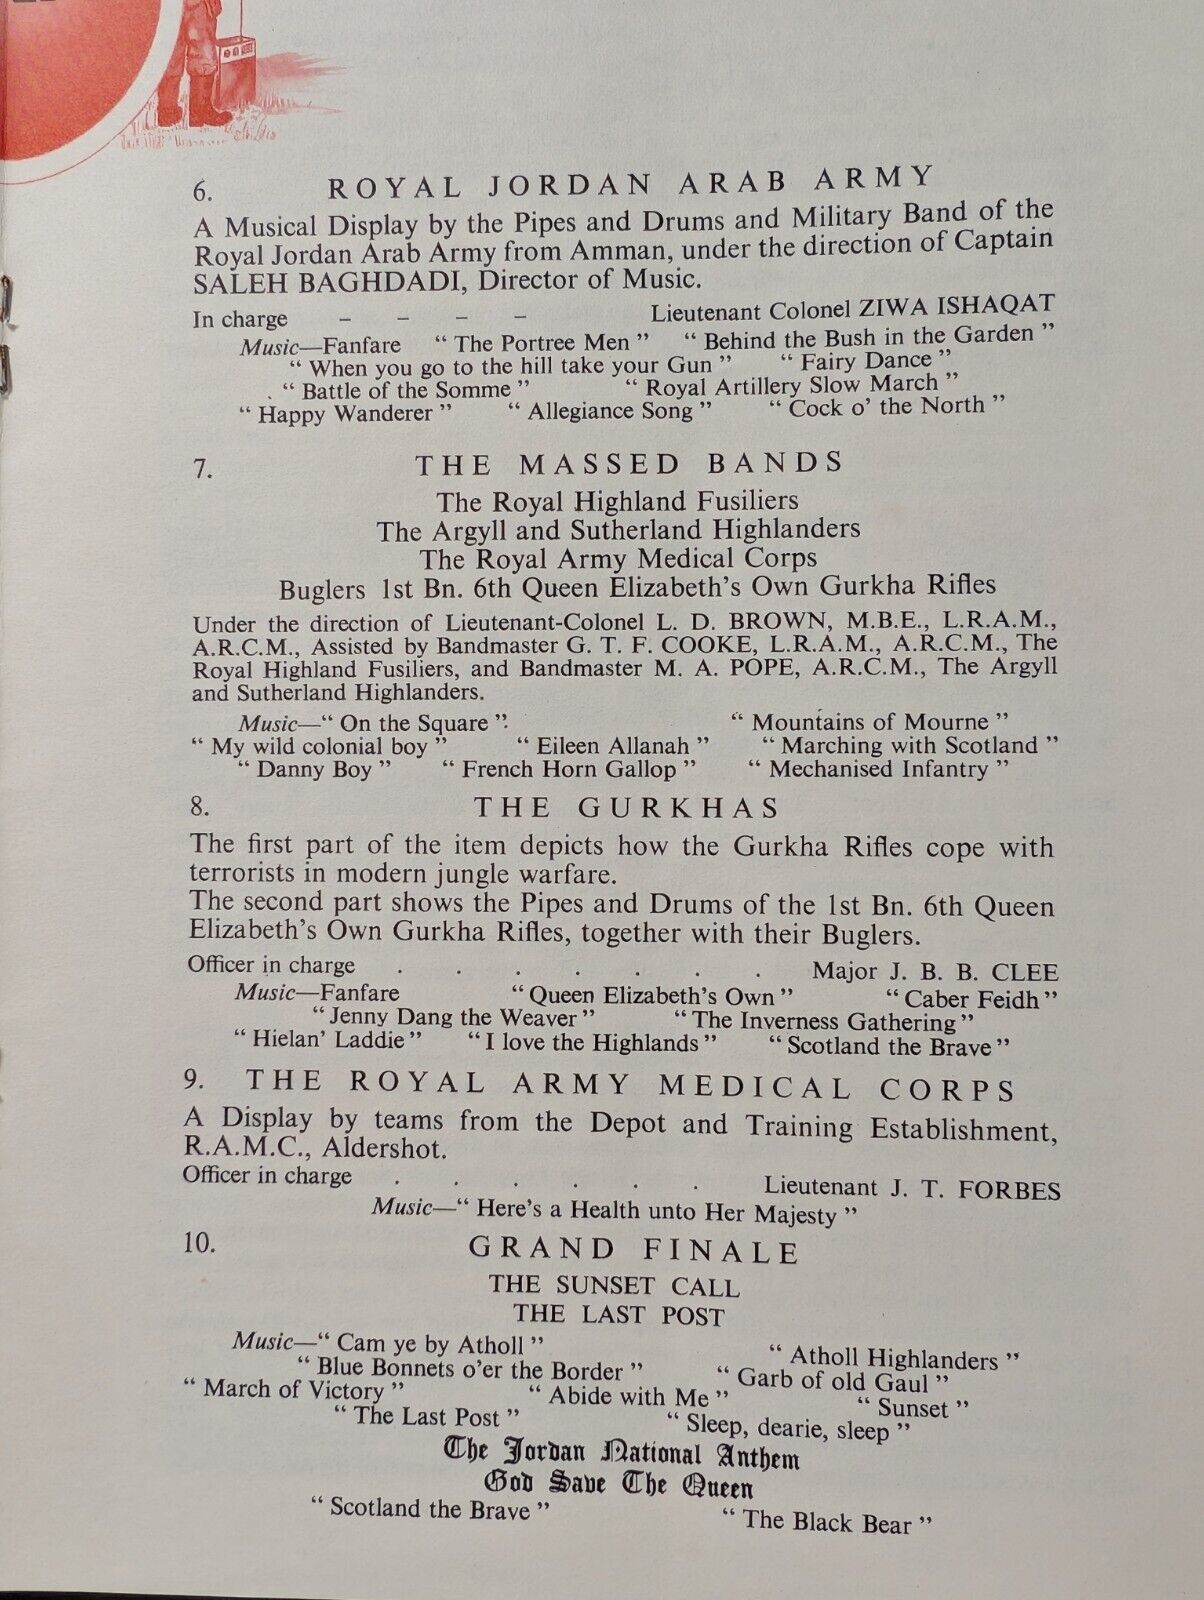 6. ROYAL JORDAN ARAB ARMY
A Musical Display by the Pipes and Drums and Military Band of the
Royal Jordan Arab Army from Amman, under the direction of Captain
SALEH BAGHDADI, Director of Music.
In charge – – – – Lieutenant Colonel ZIWA ISHAQAT
Music—Fanfare “ The Portree Men ” “ Behind the Bush in the Garden ”
“ When you go to the hill take your Gun ” “ Fairy Dance ”
“ Battle of the Somme ” “ Royal Artillery Slow March ”
“ Happy Wanderer ” “ Allegiance Song ” “ Cock o’ the North ”
7. THE MASSED BANDS
The Royal Highland Fusiliers
The Argyll and Sutherland Highlanders
The Royal Army Medical Corps
Buglers 1st Bn. 6th Queen Elizabeth’s Own Gurkha Rifles
Under the direction of Lieutenant-Colonel L. D. BROWN, M.B.E., L.R.A.M.,
A.R.C.M., Assisted by Bandmaster G. T. F. COOKE, L.R.A.M., A.R.C.M., The
Royal Highland Fusiliers, and Bandmaster M. A. POPE, A.R.C.M., The Argyll
and Sutherland Highlanders.
Music—“ On the Square ” “ Mountains of Mourne ”
“ My wild colonial boy ” “ Eileen Allanah ” “ Marching with Scotland ”
“ Danny Boy ” “ French Horn Gallop ” “ Mechanised Infantry ”
8. THE GURKHAS
The first part of the item depicts how the Gurkha Rifles cope with
terrorists in modern jungle warfare.
The second part shows the Pipes and Drums of the 1st Bn. 6th Queen
Elizabeth’s Own Gurkha Rifles, together with their Buglers.
Officer in charge . . . . . . . Major J. B. B. CLEE
Music—Fanfare “ Queen Elizabeth’s Own ” “ Caber Feidh ”
“ Jenny Dang the Weaver ” “ The Inverness Gathering ”
“ Hielan’ Laddie ” “ I love the Highlands ” “ Scotland the Brave ”
9. THE ROYAL ARMY MEDICAL CORPS
A Display by teams from the Depot and Training Establishment,
R.A.M.C., Aldershot.
Officer in charge . . . . . . Lieutenant J. T. FORBES
Music—“ Here’s a Health unto Her Majesty ”
10. GRAND FINALE
THE SUNSET CALL
THE LAST POST
Music—“ Cam ye by Atholl ” “ Atholl Highlanders ”
“ Blue Bonnets o’er the Border ” “ Garb of old Gaul ”
“ March of Victory ” “ Abide with Me ” “ Sunset ”
“ The Last Post ” “ Sleep, dearie, sleep ”
The Jordan National Anthem
God Save The Queen
“ Scotland the Brave ” “ The Black Bear ”